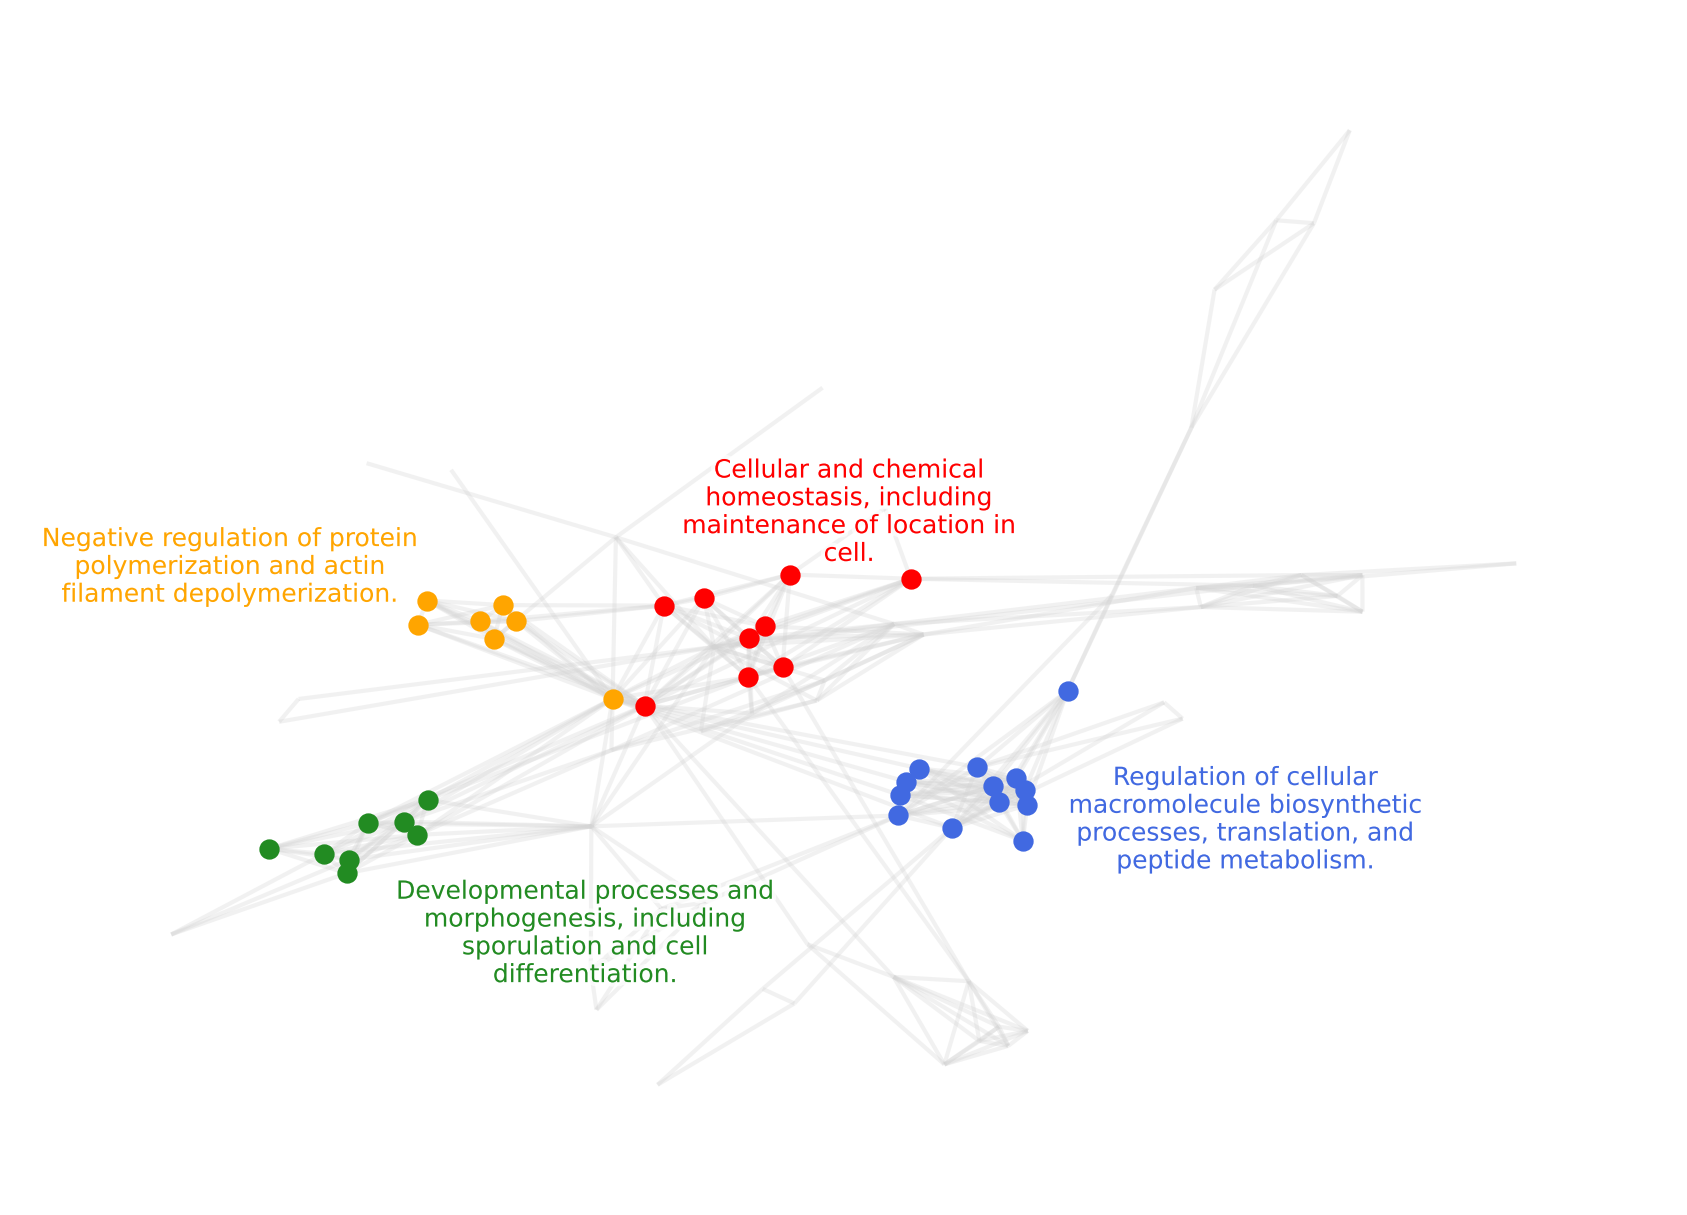 Cellular and chemical
homeostasis, including
maintenance of location in
cell.
Negative regulation of protein
polymerization and actin
filament depolymerization.
Regulation of cellular
macromolecule biosynthetic
processes, translation, and
peptide metabolism.
Developmental processes and
morphogenesis, including
sporulation and cell
differentiation.